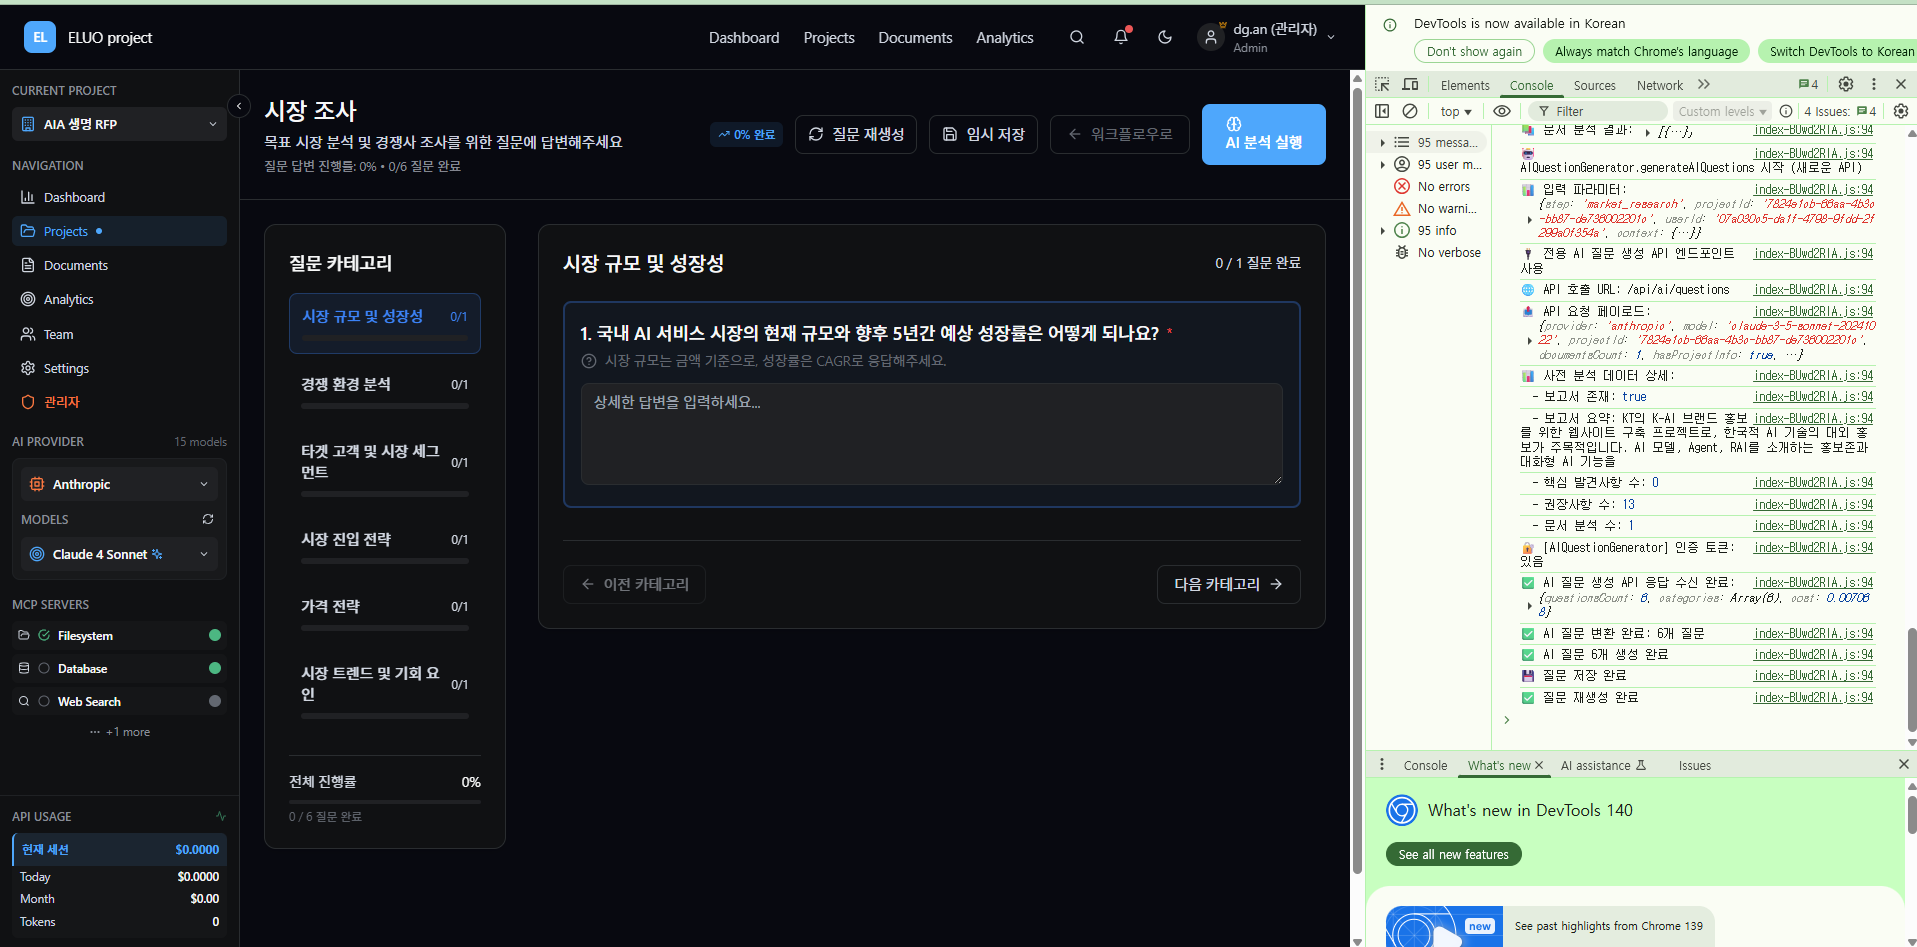 EL
ELUO project
Dashboard
Projects
Documents
Analytics
dg.an (관리자)
Admin
CURRENT PROJECT
AIA 생명 RFP
NAVIGATION
Dashboard
Projects
Documents
Analytics
Team
Settings
관리자
AI PROVIDER
15 models
Anthropic
MODELS
Claude 4 Sonnet
MCP SERVERS
Filesystem
Database
Web Search
··· +1 more
API USAGE
현재 세션 $0.0000
Today $0.0000
Month $0.00
Tokens 0
시장 조사
목표 시장 분석 및 경쟁사 조사를 위한 질문에 답변해주세요
질문 답변 진행률: 0% • 0/6 질문 완료
0% 완료
질문 재생성
임시 저장
워크플로우로
AI 분석 실행
질문 카테고리
시장 규모 및 성장성 0/1
경쟁 환경 분석 0/1
타겟 고객 및 시장 세그
먼트 0/1
시장 진입 전략 0/1
가격 전략 0/1
시장 트렌드 및 기회 요
인 0/1
전체 진행률 0%
0 / 6 질문 완료
시장 규모 및 성장성
0 / 1 질문 완료
1. 국내 AI 서비스 시장의 현재 규모와 향후 5년간 예상 성장률은 어떻게 되나요? *
시장 규모는 금액 기준으로, 성장률은 CAGR로 응답해주세요.
상세한 답변을 입력하세요...
이전 카테고리
다음 카테고리
DevTools is now available in Korean
Don't show again
Always match Chrome's language
Switch DevTools to Korean
Elements
Console
Sources
Network
4
top
Filter
Custom levels
4 Issues: 4
95 messa...
95 user m...
No errors
No warni...
95 info
No verbose
문서 분석 결과: [{…}, index-BUwd2RIA.js:94
index-BUwd2RIA.js:94
AIQuestionGenerator.generateAIQuestions 시작 (새로운 API)
입력 파라미터: index-BUwd2RIA.js:94
{step: 'market_research', projectId: '7824e1ob-66aa-4b3o
-bb87-de736002201o', userId: '07a030o5-da1f-4798-9fdd-2f
299a0f354a', context: {…}}
전용 AI 질문 생성 API 엔드포인트 index-BUwd2RIA.js:94
사용
API 호출 URL: /api/ai/questions index-BUwd2RIA.js:94
API 요청 페이로드: index-BUwd2RIA.js:94
{provider: 'anthropic', model: 'claude-3-5-sonnet-202410
22', projectId: '7824e1ob-66aa-4b3o-bb87-de736002201o',
documentsCount: 1, hasProjectInfo: true, …}
사전 분석 데이터 상세: index-BUwd2RIA.js:94
- 보고서 존재: true index-BUwd2RIA.js:94
- 보고서 요약: KT의 K-AI 브랜드 홍보 index-BUwd2RIA.js:94
를 위한 웹사이트 구축 프로젝트로, 한국적 AI 기술의 대외 홍
보가 주목적입니다. AI 모델, Agent, RAI를 소개하는 홍보존과
대화형 AI 기능을
- 핵심 발견사항 수: 0 index-BUwd2RIA.js:94
- 권장사항 수: 13 index-BUwd2RIA.js:94
- 문서 분석 수: 1 index-BUwd2RIA.js:94
[AIQuestionGenerator] 인증 토큰: index-BUwd2RIA.js:94
있음
AI 질문 생성 API 응답 수신 완료: index-BUwd2RIA.js:94
{questionsCount: 6, categories: Array(6), cost: 0.00706
8}
AI 질문 변환 완료: 6개 질문 index-BUwd2RIA.js:94
AI 질문 6개 생성 완료 index-BUwd2RIA.js:94
질문 저장 완료 index-BUwd2RIA.js:94
질문 재생성 완료 index-BUwd2RIA.js:94
Console
What's new
AI assistance
Issues
What's new in DevTools 140
See all new features
new
See past highlights from Chrome 139